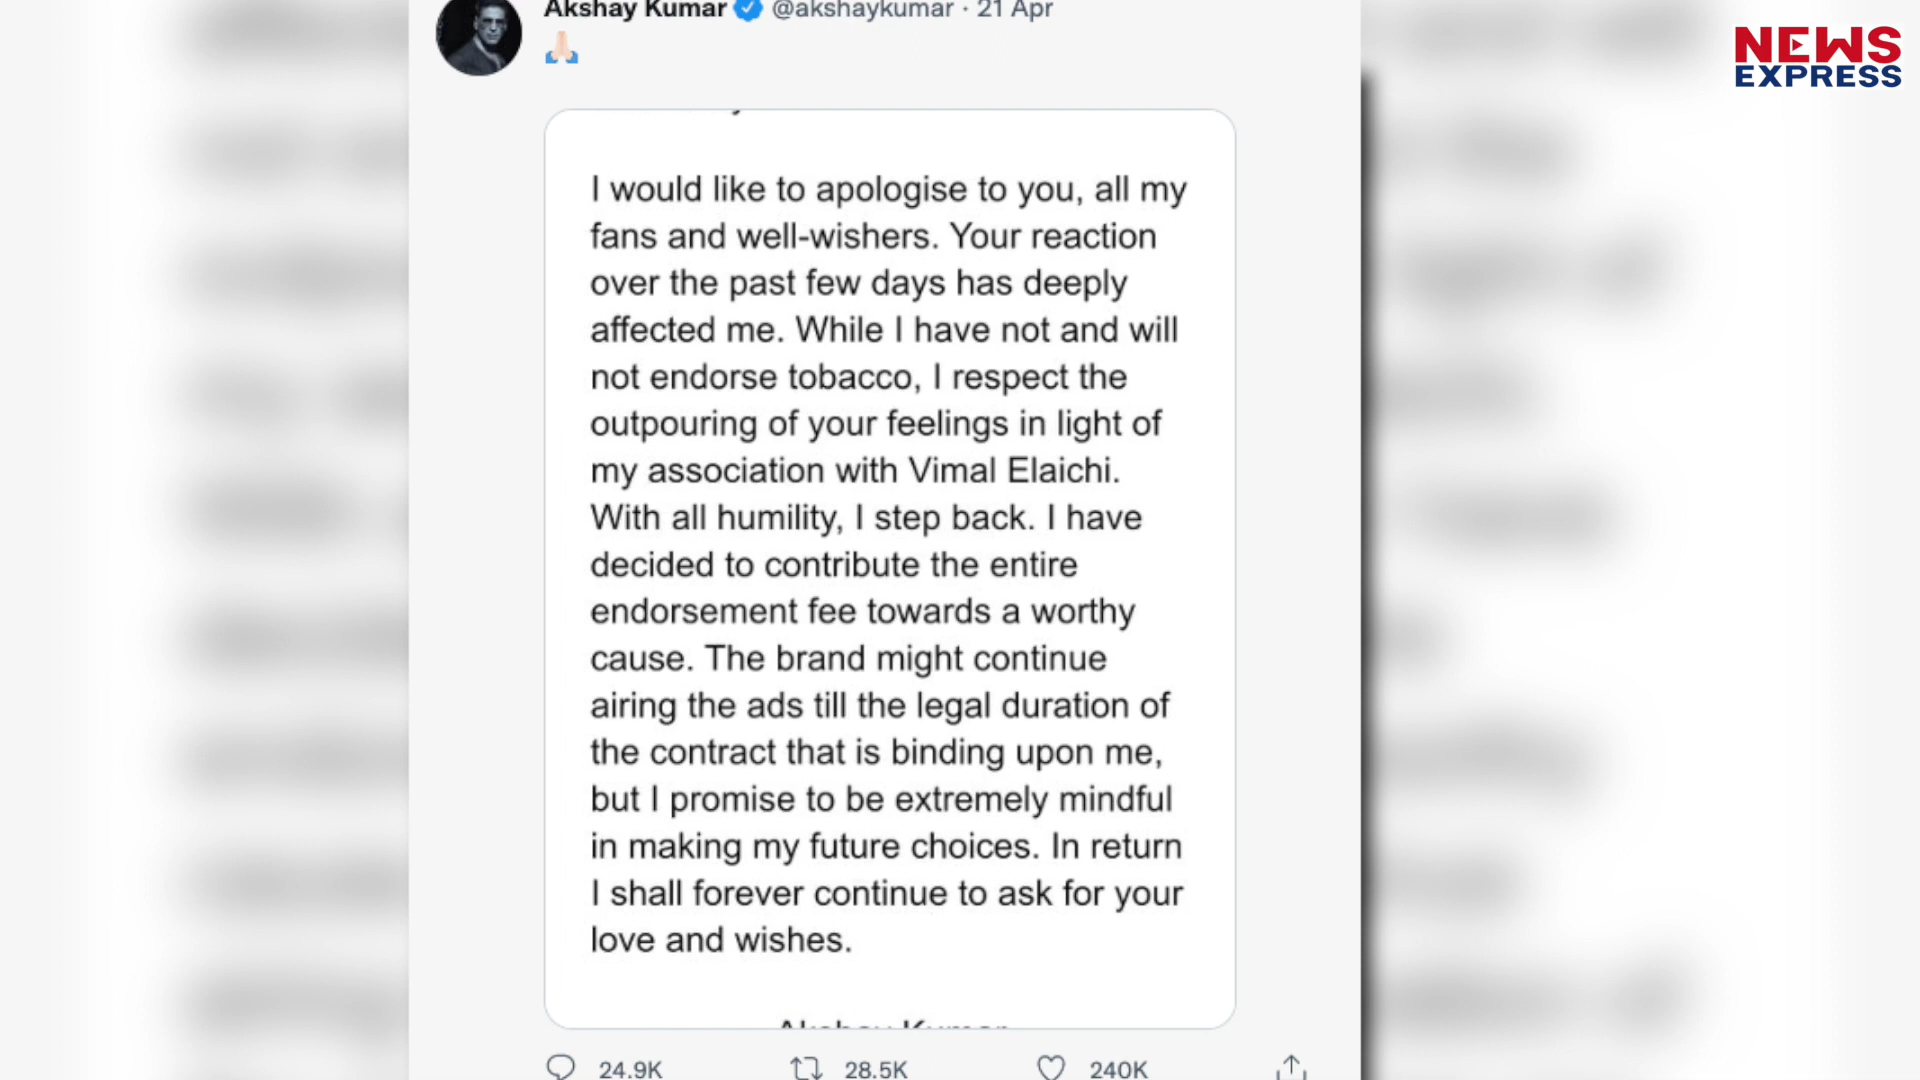 Akshay Kumar @akshaykumar · 21 Apr
NEWS
EXPRESS
I would like to apologise to you, all my
fans and well-wishers. Your reaction
over the past few days has deeply
affected me. While I have not and will
not endorse tobacco, I respect the
outpouring of your feelings in light of
my association with Vimal Elaichi.
With all humility, I step back. I have
decided to contribute the entire
endorsement fee towards a worthy
cause. The brand might continue
airing the ads till the legal duration of
the contract that is binding upon me,
but I promise to be extremely mindful
in making my future choices. In return
I shall forever continue to ask for your
love and wishes.
Akshay Kumar
24.9K 28.5K 240K